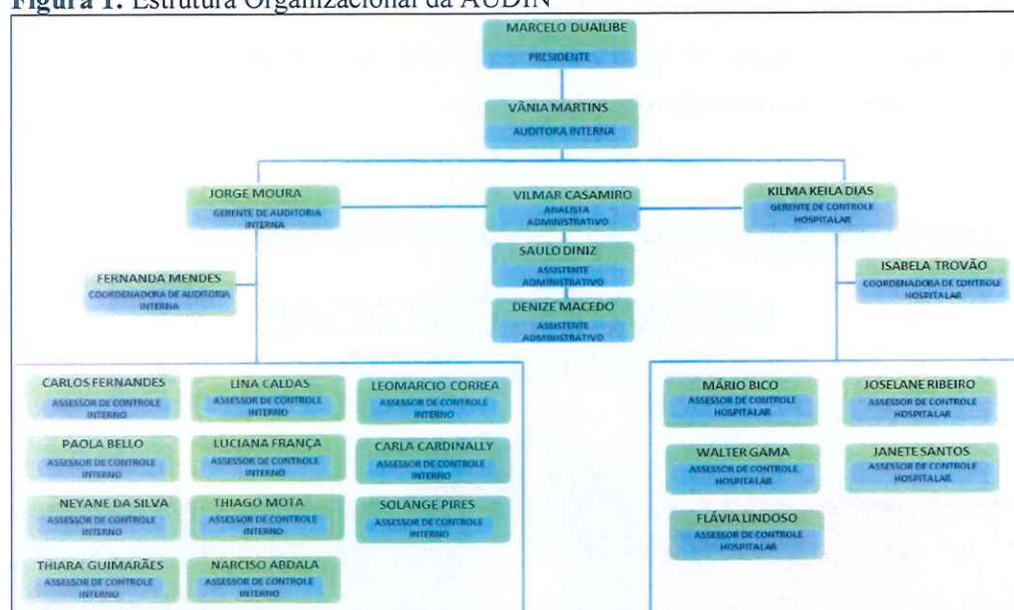 Figura 1: Estrutura Organizacional da AUDIN
MARCELO DUAILIBE
PRESIDENTE
VÂNIA MARTINS
AUDITORA INTERNA
JORGE MOURA
GERENTE DE AUDITORIA
INTERNA
VILMAR CASAMIRO
ANALISTA
ADMINISTRATIVO
KILMA KEILA DIAS
GERENTE DE CONTROLE
HOSPITALAR
SAULO DINIZ
ASSISTENTE
ADMINISTRATIVO
FERNANDA MENDES
COORDENADORA DE AUDITORIA
INTERNA
ISABELA TROVÃO
COORDENADORA DE CONTROLE
HOSPITALAR
DENIZE MACEDO
ASSISTENTE
ADMINISTRATIVO
CARLOS FERNANDES
ASSESSOR DE CONTROLE
INTERNO
LINA CALDAS
ASSESSOR DE CONTROLE
INTERNO
LEOMARCIO CORREA
ASSESSOR DE CONTROLE
INTERNO
PAOLA BELLO
ASSESSOR DE CONTROLE
INTERNO
LUCIANA FRANÇA
ASSESSOR DE CONTROLE
INTERNO
CARLA CARDINALLY
ASSESSOR DE CONTROLE
INTERNO
NEYANE DA SILVA
ASSESSOR DE CONTROLE
INTERNO
THIAGO MOTA
ASSESSOR DE CONTROLE
INTERNO
SOLANGE PIRES
ASSESSOR DE CONTROLE
INTERNO
THIARA GUIMARÃES
ASSESSOR DE CONTROLE
INTERNO
NARCISO ABDALA
ASSESSOR DE CONTROLE
INTERNO
MÁRIO BICO
ASSESSOR DE CONTROLE
HOSPITALAR
JOSELANE RIBEIRO
ASSESSOR DE CONTROLE
HOSPITALAR
WALTER GAMA
ASSESSOR DE CONTROLE
HOSPITALAR
JANETE SANTOS
ASSESSOR DE CONTROLE
HOSPITALAR
FLÁVIA LINDOSO
ASSESSOR DE CONTROLE
HOSPITALAR